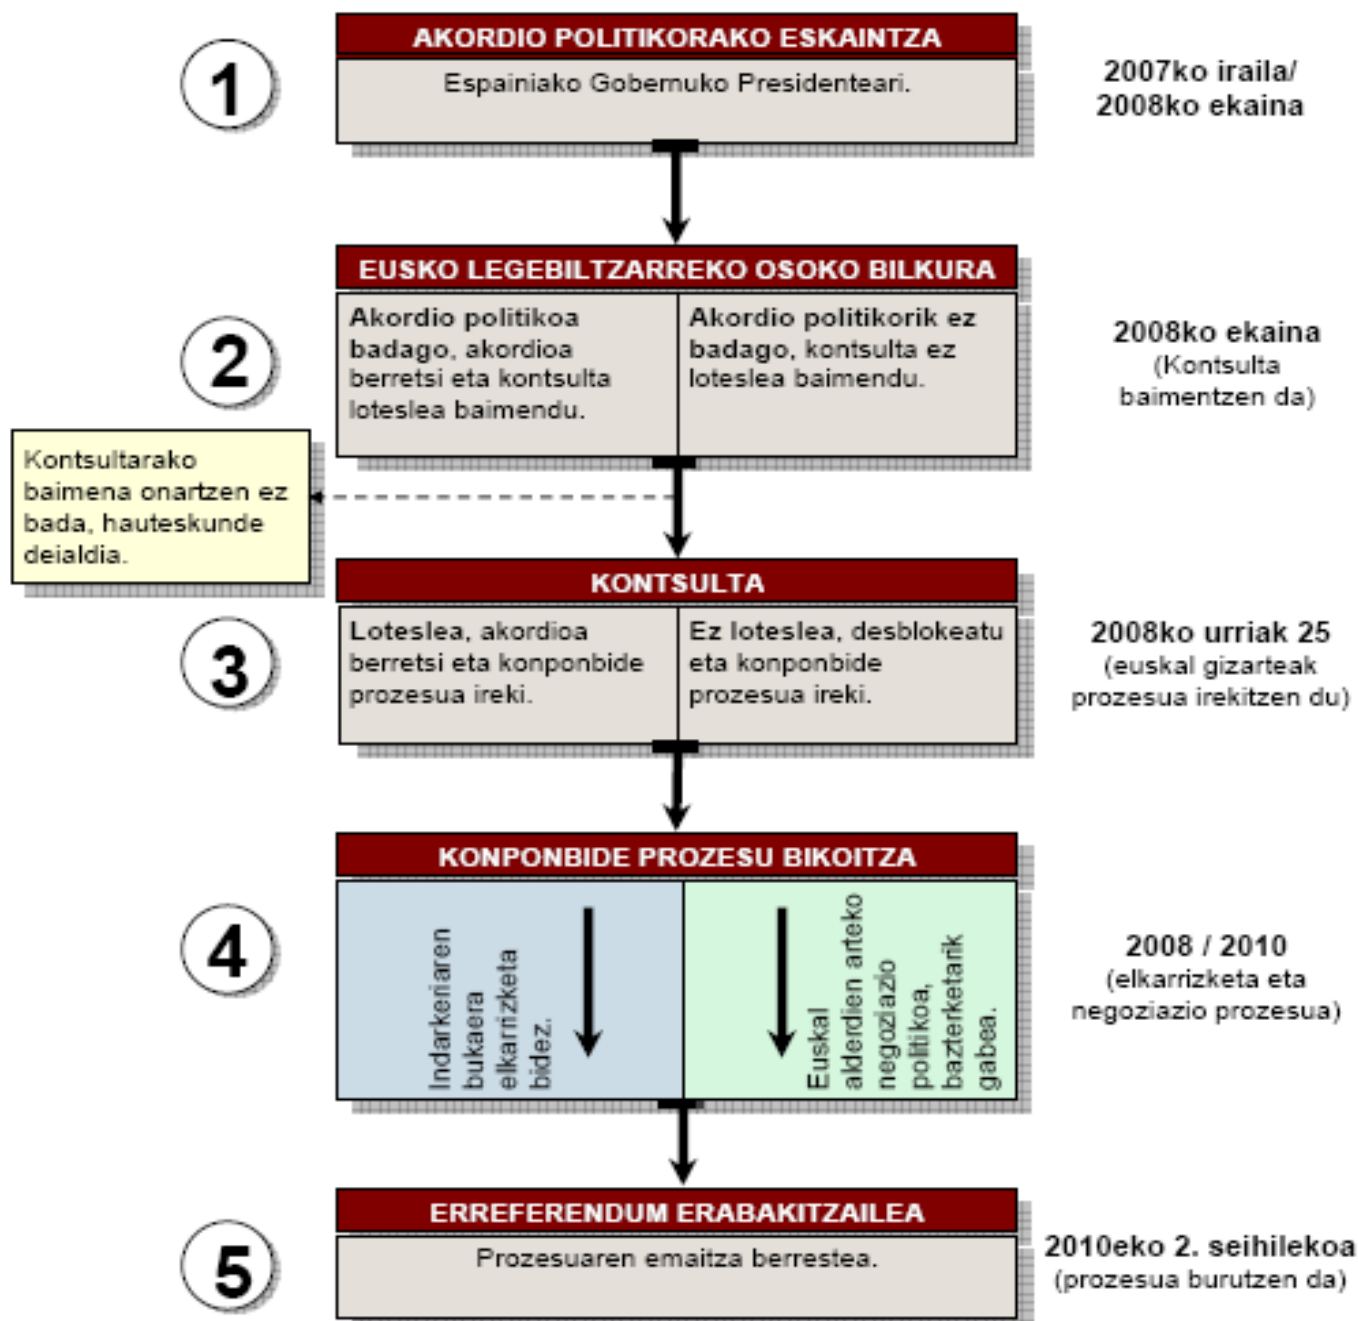 1
AKORDIO POLITIKORAKO ESKAINTZA
Espainiako Gobernuko Presidenteari.
2007ko iraila/
2008ko ekaina
2
EUSKO LEGEBILTZARREKO OSOKO BILKURA
Akordio politikoa
badago, akordioa
berretsi eta kontsulta
loteslea baimendu.
Akordio politikorik ez
badago, kontsulta ez
loteslea baimendu.
2008ko ekaina
(Kontsulta
baimentzen da)
Kontsultarako
baimena onartzen ez
bada, hauteskunde
deialdia.
3
KONTSULTA
Loteslea, akordioa
berretsi eta konponbide
prozesua ireki.
Ez loteslea, desblokeatu
eta konponbide
prozesua ireki.
2008ko urriak 25
(euskal gizarteak
prozesua irekitzen du)
4
KONPONBIDE PROZESU BIKOITZA
Indarkeriaren
bukaera
elkarrizketa
bidez.
Euskal
alderdien arteko
negoziazio
politikoa,
bazterketarik
gabea.
2008 / 2010
(elkarrizketa eta
negoziazio prozesua)
5
ERREFERENDUM ERABAKITZAILEA
Prozesuaren emaitza berrestea.
2010eko 2. seihilekoa
(prozesua burutzen da)